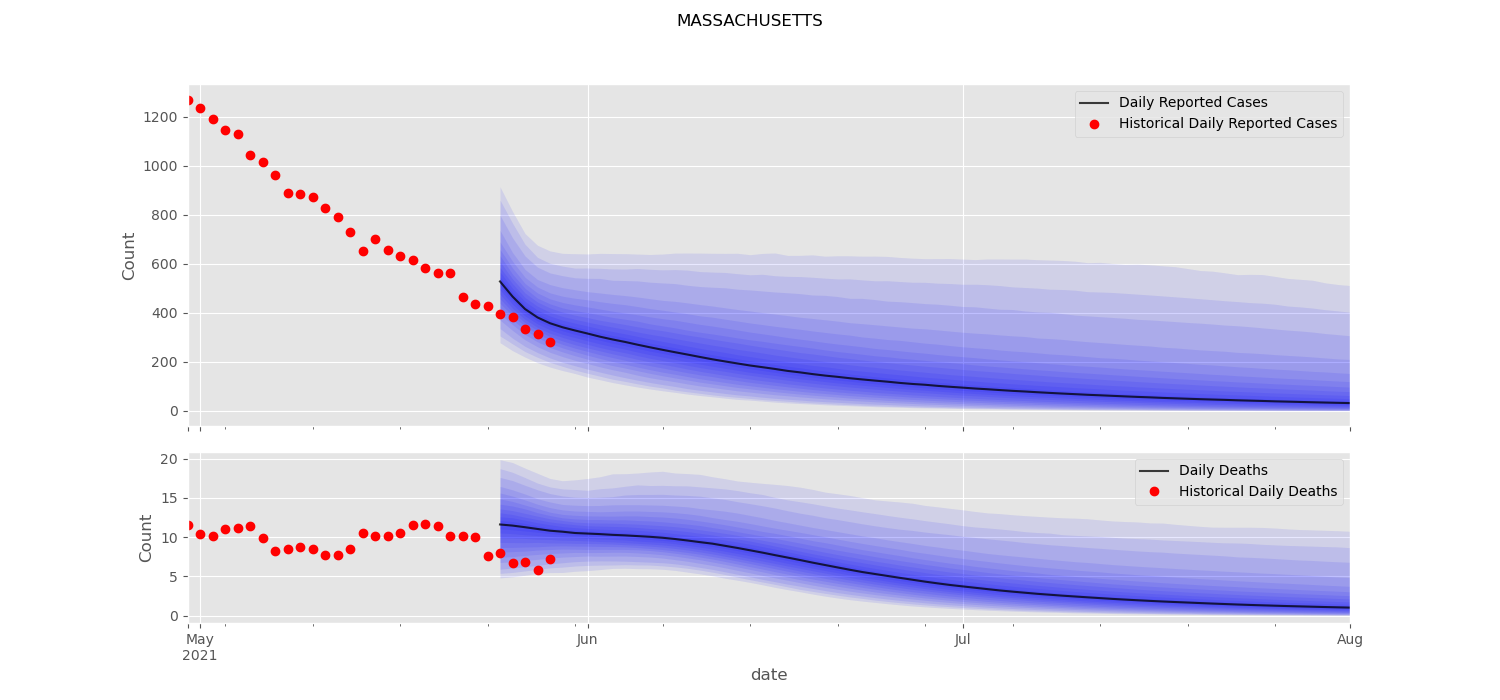 MASSACHUSETTS
Daily Reported Cases
Historical Daily Reported Cases
1200
1000
800
600
400
200
0
Count
Daily Deaths
Historical Daily Deaths
20
15
10
5
0
Count
May Jun Jul Aug
2021
date